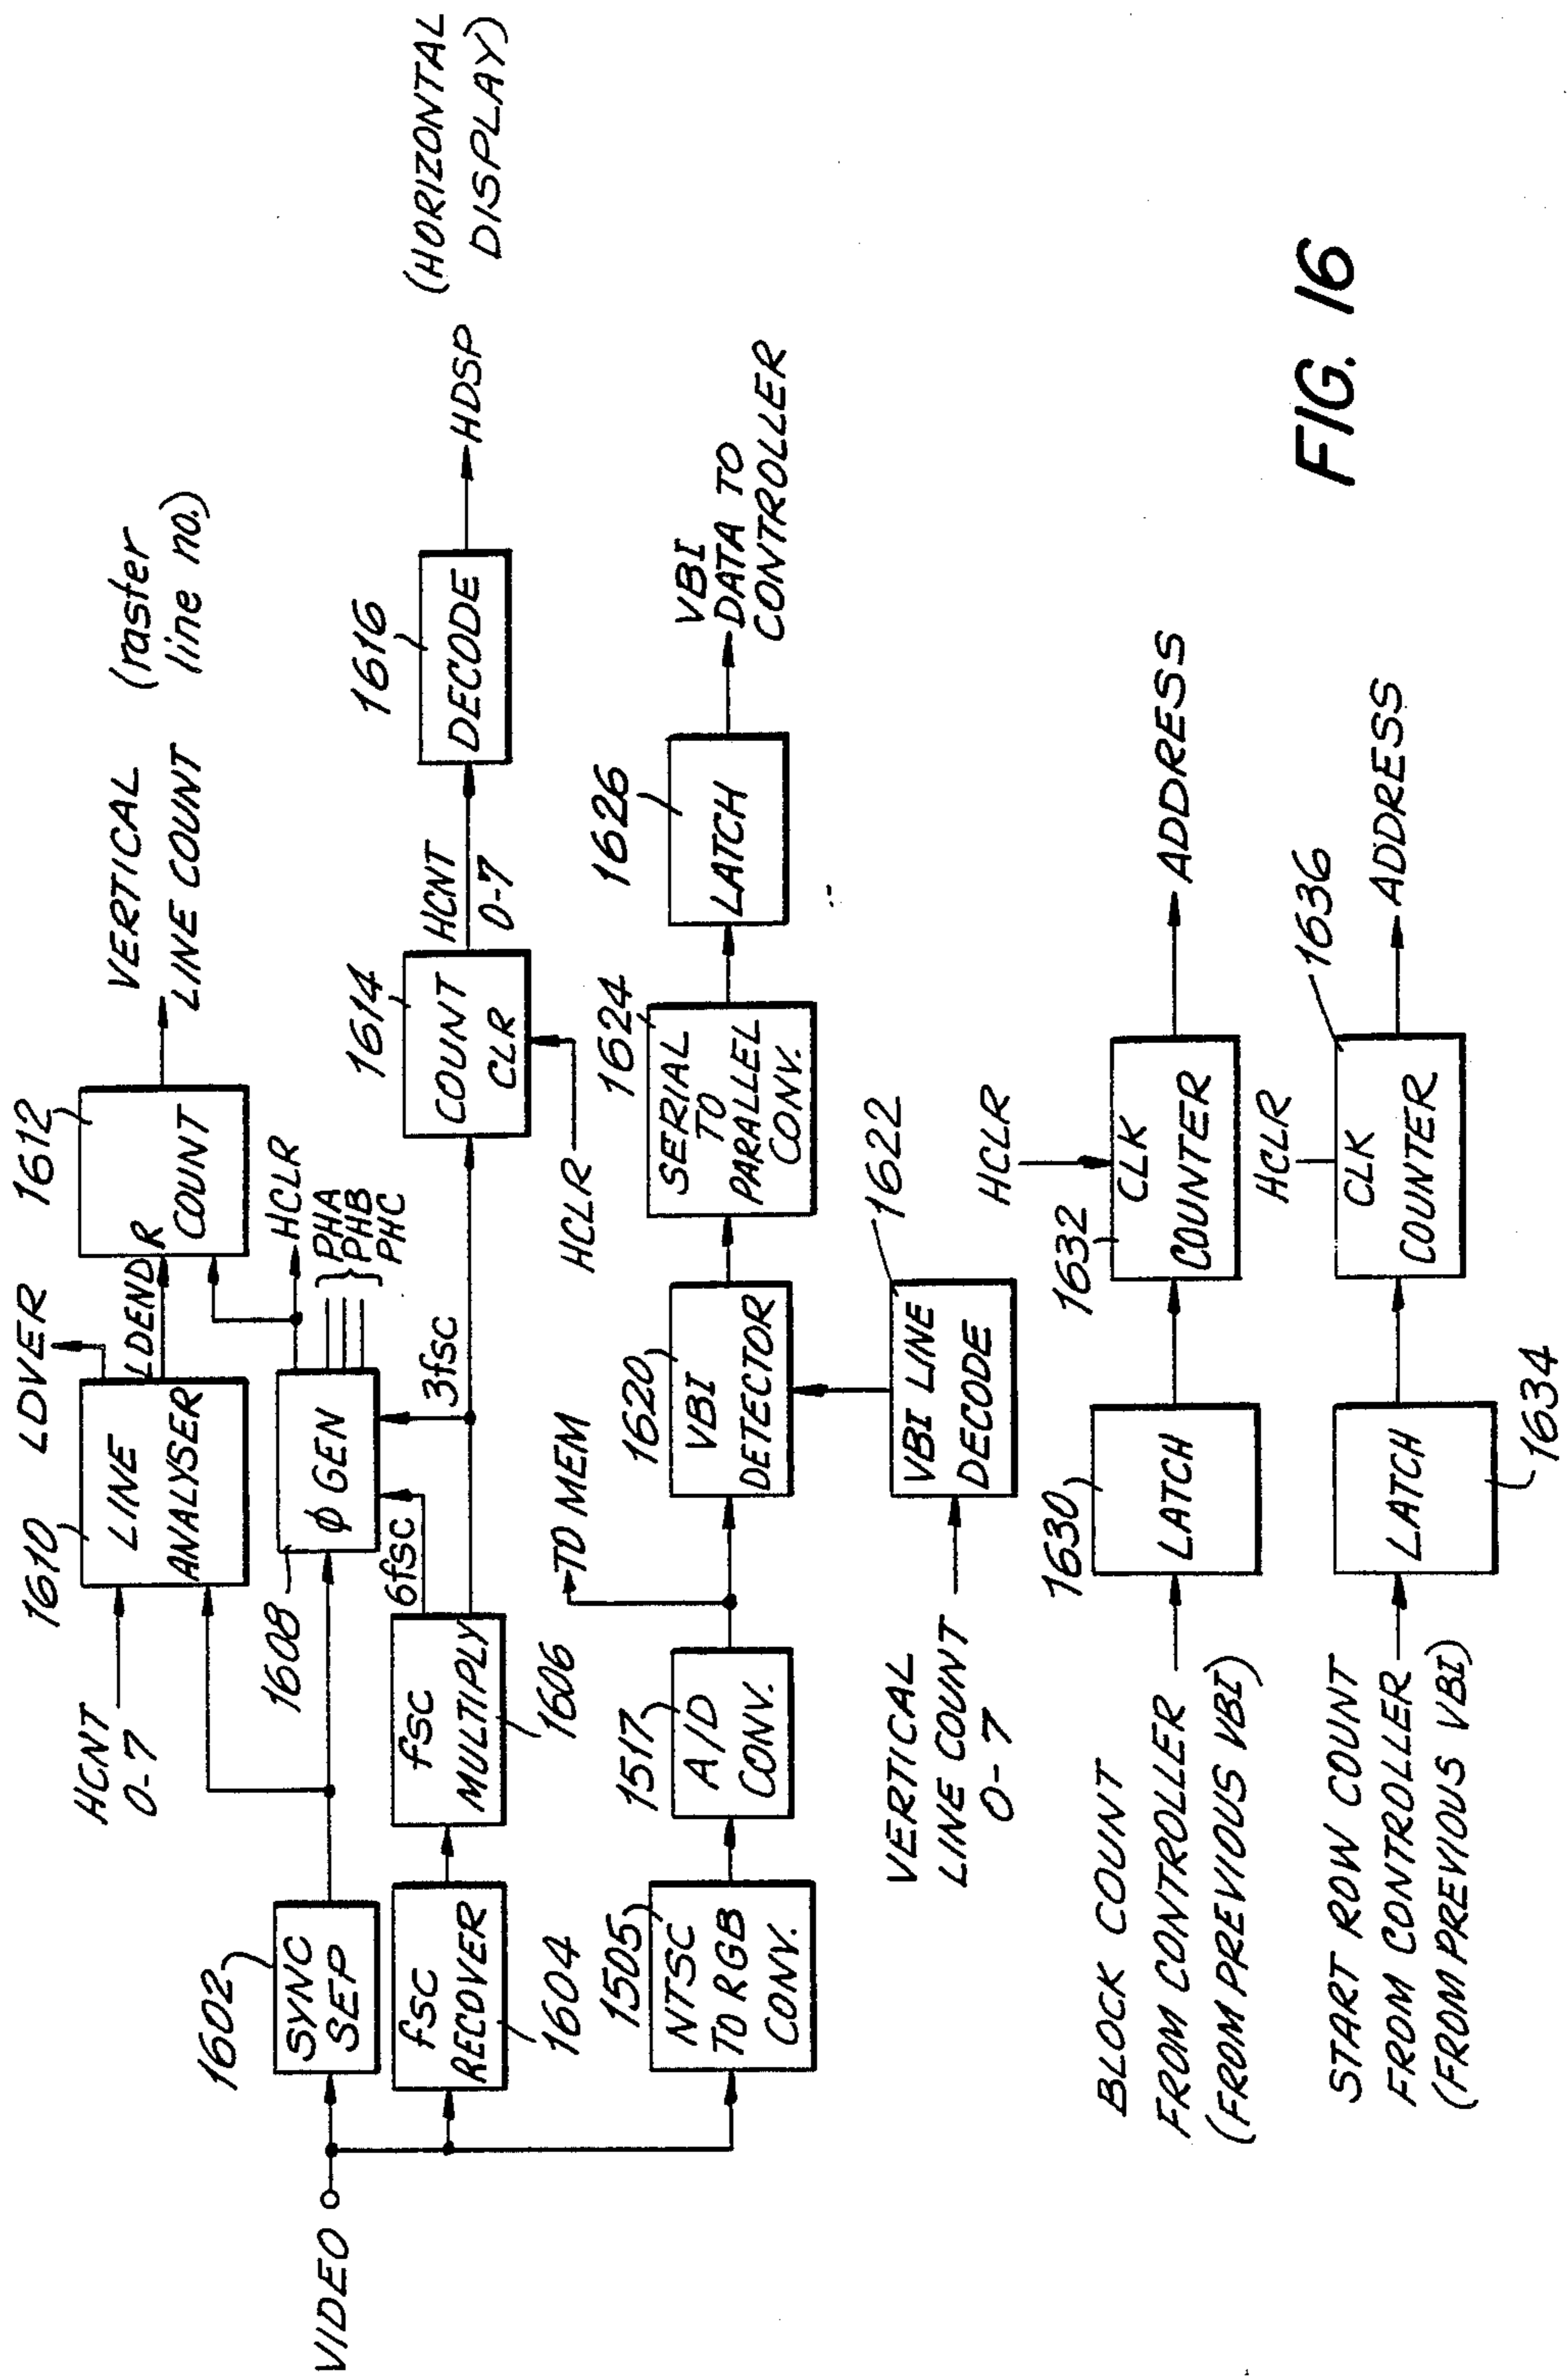 VIDEO
1602
SYNC
SEP
fsc
RECOVER
1604
1505
NTSC
TO RGB
CONV.
HCNT
0-7
1610
LINE
ANALYSER
LDVER
LDEND
1612
R
COUNT
VERTICAL
LINE COUNT
(raster
line no.)
1608
φ GEN
HCLR
PHA
PHB
PHC
6fsc
3fsc
fsc
MULTIPLY
1606
1614
COUNT
CLR
HCLR
HCNT
0-7
1616
DECODE
HDSP
(HORIZONTAL
DISPLAY)
1517
A/D
CONV.
TO MEM
1620
VBI
DETECTOR
1624
SERIAL
TO
PARALLEL
CONV.
1626
LATCH
VBI
DATA TO
CONTROLLER
VERTICAL
LINE COUNT
0-7
VBI LINE
DECODE
1622
BLOCK COUNT
FROM CONTROLLER
(FROM PREVIOUS VBI)
1630
LATCH
1632
HCLR
CLK
COUNTER
ADDRESS
START ROW COUNT
FROM CONTROLLER
(FROM PREVIOUS VBI)
LATCH
1634
HCLR
CLK
COUNTER
1636
ADDRESS
FIG. 16